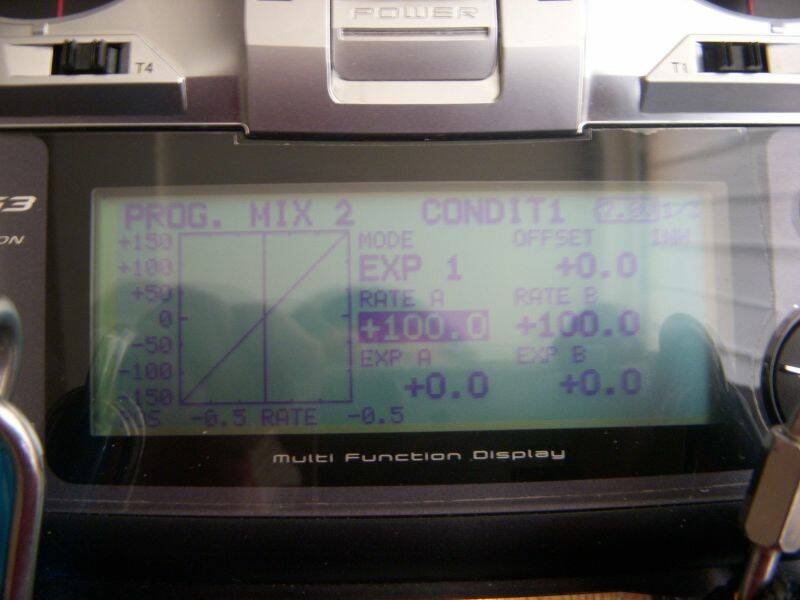 POWER
T4
T1
PROG. MIX 2 CONDIT1
MODE OFFSET INH
+150
EXP 1 +0.0
+100
RATE A RATE B
+50
+100.0 +100.0
0
EXP A EXP B
-50
+0.0 +0.0
-100
-150
POS -0.5 RATE -0.5
Multi Function Display